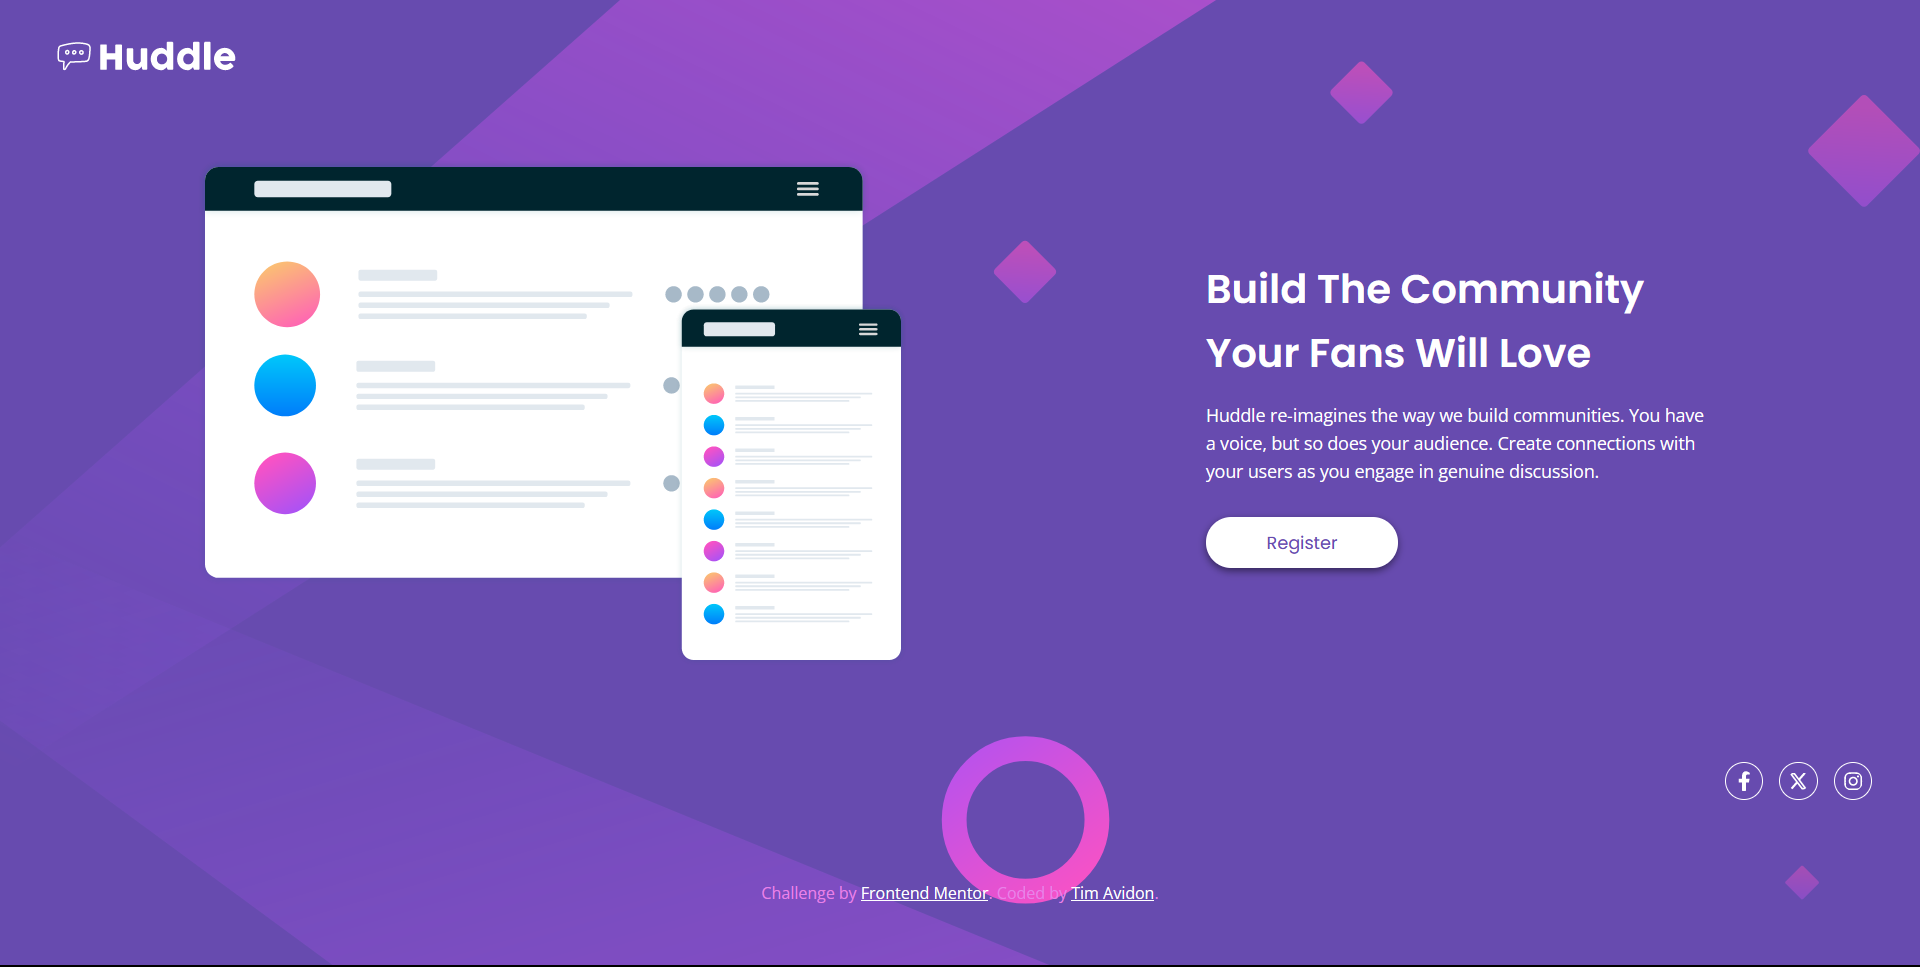 Huddle
Build The Community
Your Fans Will Love
Huddle re-imagines the way we build communities. You have
a voice, but so does your audience. Create connections with
your users as you engage in genuine discussion.
Register
Challenge by Frontend Mentor. Coded by Tim Avidon.